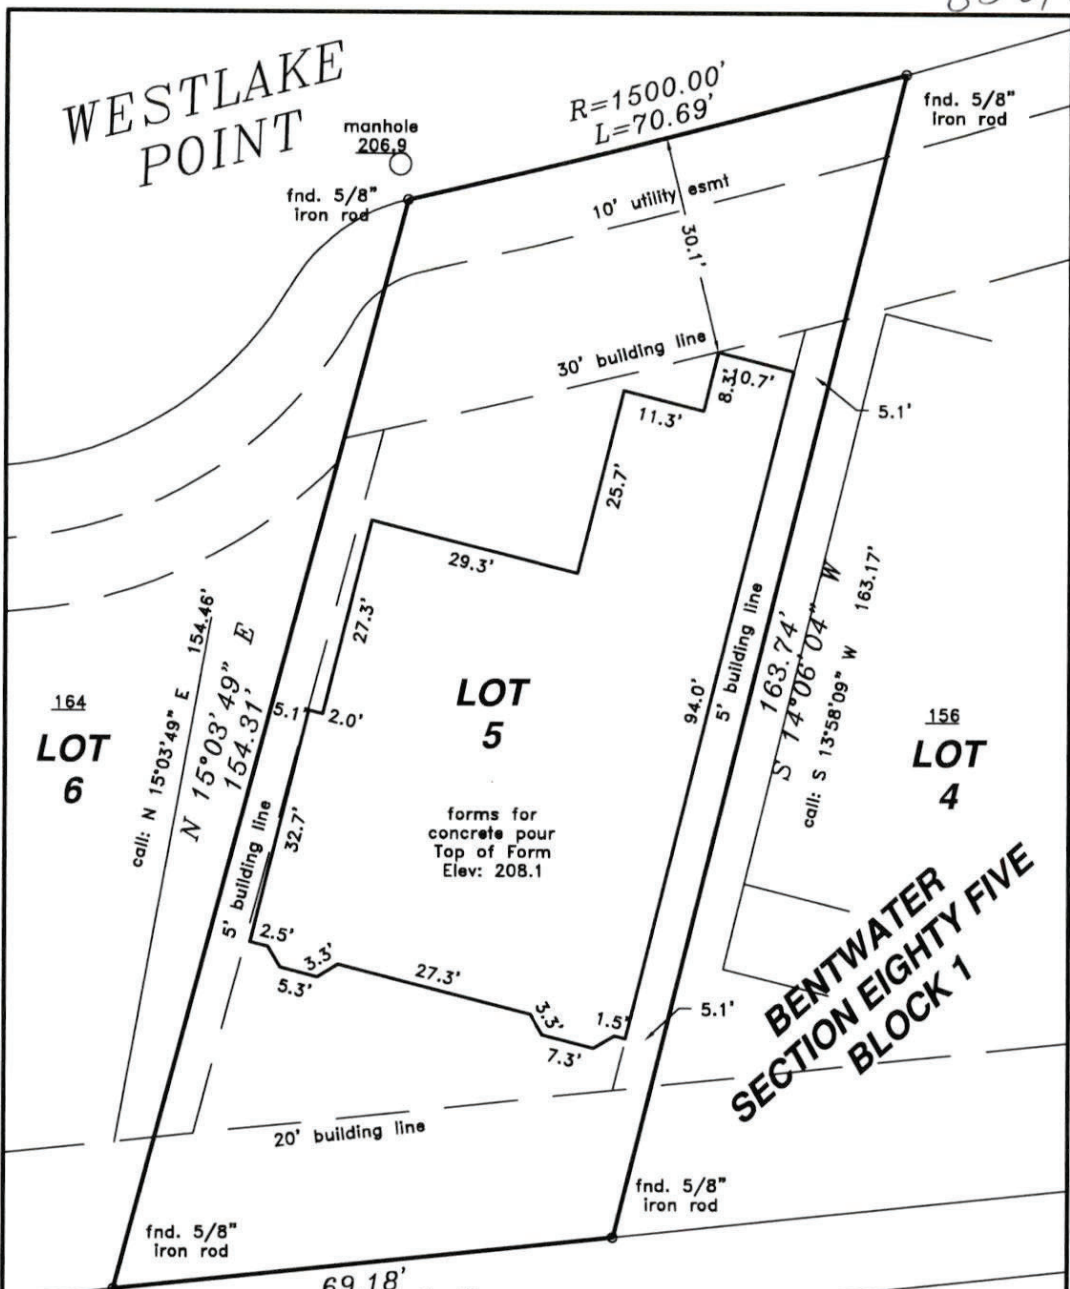 WESTLAKE
POINT
manhole
206.9
R=1500.00'
L=70.69'
fnd. 5/8"
iron rod
fnd. 5/8"
iron rod
10' utility esmt
30.1'
30' building line
10.7'
8.3'
11.3'
5.1'
25.7'
29.3'
27.3'
5' building line
94.0'
163.74'
S 14°06'04" W
call: S 13°58'09" W 163.17'
call: N 15°03'49" E 154.46'
N 15°03'49" E
154.31'
5.1'
2.0'
LOT
5
164
LOT
6
156
LOT
4
forms for
concrete pour
Top of Form
Elev: 208.1
32.7'
5' building line
2.5'
5.3'
3.3'
27.3'
3.3'
7.3'
1.5'
5.1'
BENTWATER
SECTION EIGHTY FIVE
BLOCK 1
20' building line
fnd. 5/8"
iron rod
fnd. 5/8"
iron rod
69.18'